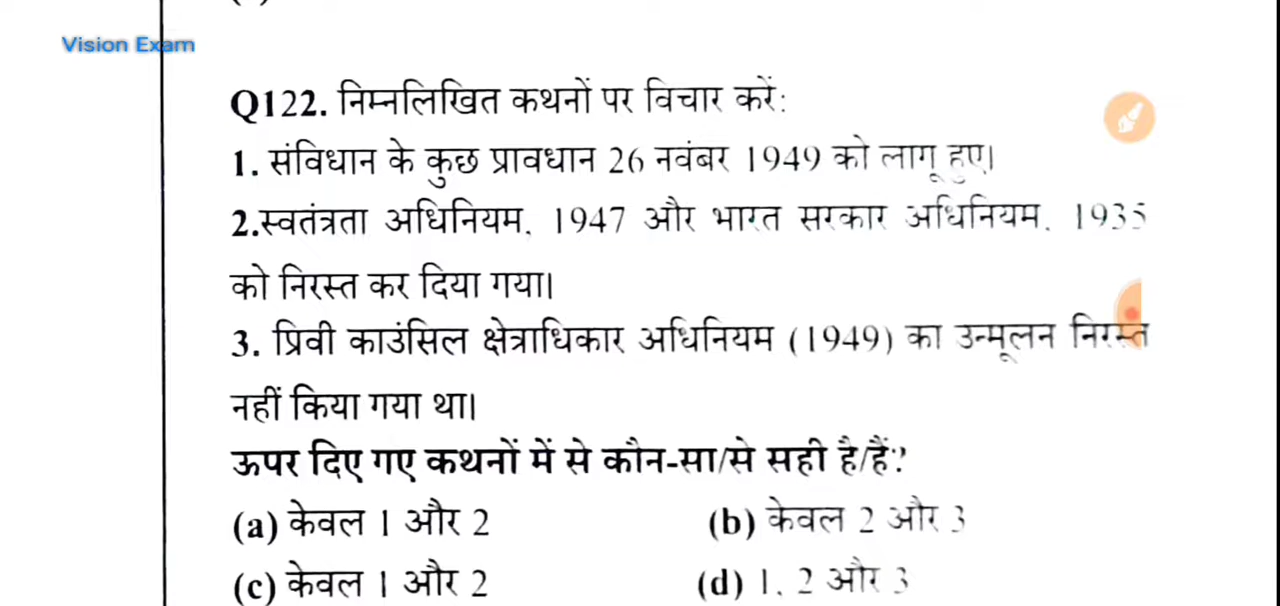 Vision Exam
Q122. निम्नलिखित कथनों पर विचार करें:
1. संविधान के कुछ प्रावधान 26 नवंबर 1949 को लागू हुए।
2.स्वतंत्रता अधिनियम, 1947 और भारत सरकार अधिनियम, 1935
को निरस्त कर दिया गया।
3. प्रिवी काउंसिल क्षेत्राधिकार अधिनियम (1949) का उन्मूलन निरस्त
नहीं किया गया था।
ऊपर दिए गए कथनों में से कौन-सा/से सही है/हैं?
(a) केवल 1 और 2 (b) केवल 2 और 3
(c) केवल 1 और 2 (d) 1, 2 और 3